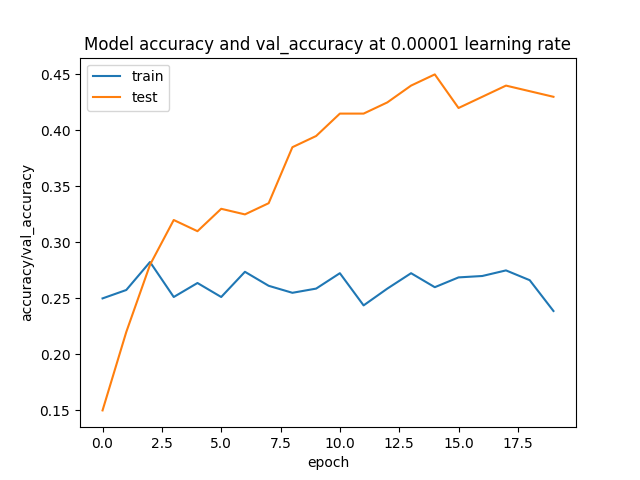 Model accuracy and val_accuracy at 0.00001 learning rate
train
test
accuracy/val_accuracy
0.45
0.40
0.35
0.30
0.25
0.20
0.15
0.0 2.5 5.0 7.5 10.0 12.5 15.0 17.5
epoch